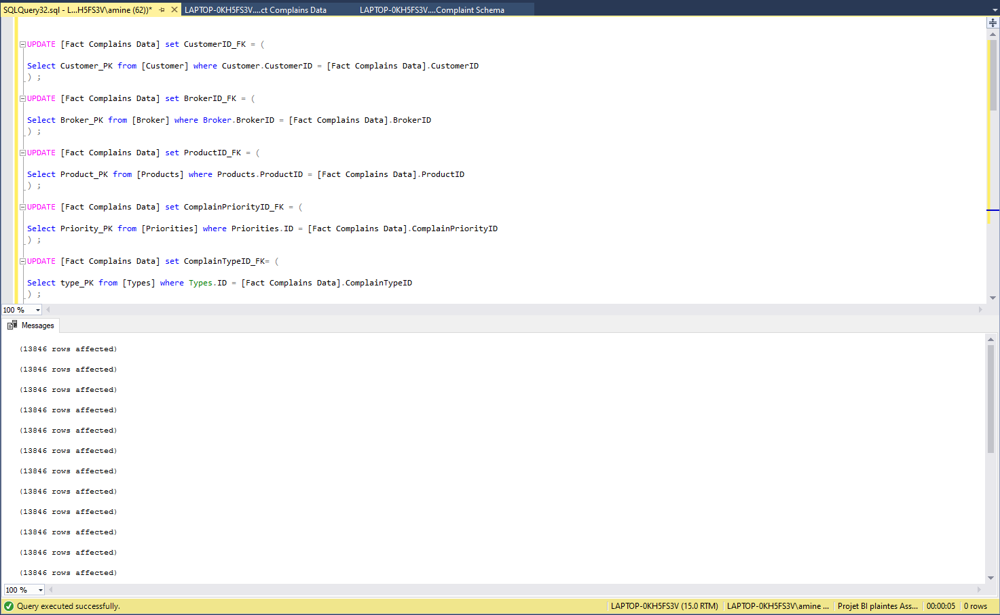 SQLQuery32.sql - L...H5FS3V\amine (62))* LAPTOP-0KH5FS3V....ct Complains Data LAPTOP-0KH5FS3V....Complaint Schema
UPDATE [Fact Complains Data] set CustomerID_FK = (
Select Customer_PK from [Customer] where Customer.CustomerID = [Fact Complains Data].CustomerID
) ;
UPDATE [Fact Complains Data] set BrokerID_FK = (
Select Broker_PK from [Broker] where Broker.BrokerID = [Fact Complains Data].BrokerID
) ;
UPDATE [Fact Complains Data] set ProductID_FK = (
Select Product_PK from [Products] where Products.ProductID = [Fact Complains Data].ProductID
) ;
UPDATE [Fact Complains Data] set ComplainPriorityID_FK = (
Select Priority_PK from [Priorities] where Priorities.ID = [Fact Complains Data].ComplainPriorityID
) ;
UPDATE [Fact Complains Data] set ComplainTypeID_FK= (
Select type_PK from [Types] where Types.ID = [Fact Complains Data].ComplainTypeID
) ;
100 %
Messages
(13846 rows affected)
(13846 rows affected)
(13846 rows affected)
(13846 rows affected)
(13846 rows affected)
(13846 rows affected)
(13846 rows affected)
(13846 rows affected)
(13846 rows affected)
(13846 rows affected)
(13846 rows affected)
(13846 rows affected)
100 %
Query executed successfully. LAPTOP-0KH5FS3V (15.0 RTM) LAPTOP-0KH5FS3V\amine ... Projet BI plaintes Ass... 00:00:05 0 rows